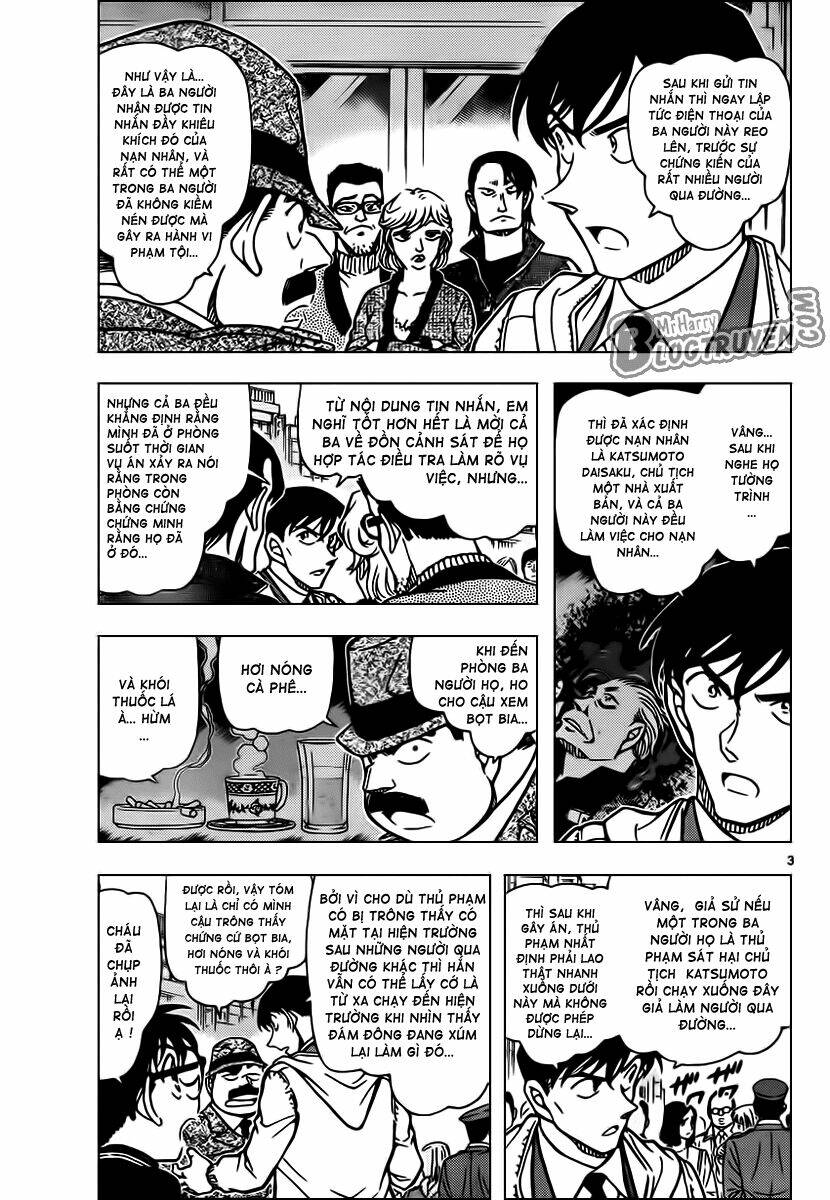 SAU KHI GỬI TIN
NHẮN THÌ NGAY LẬP
TỨC ĐIỆN THOẠI CỦA
BA NGƯỜI NÀY REO
LÊN, TRƯỚC SỰ
CHỨNG KIẾN CỦA
RẤT NHIỀU NGƯỜI
QUA ĐƯỜNG...
NHƯ VẬY LÀ...
ĐÂY LÀ BA NGƯỜI
NHẬN ĐƯỢC TIN
NHẮN ĐẦY KHIÊU
KHÍCH ĐÓ CỦA
NẠN NHÂN, VÀ
RẤT CÓ THỂ MỘT
TRONG BA NGƯỜI
ĐÃ KHÔNG KIỀM
NÉN ĐƯỢC MÀ
GÂY RA HÀNH VI
PHẠM TỘI...
MrHarry
BLOGTRUYEN.COM
VÂNG...
SAU KHI
NGHE HỌ
TƯỜNG
TRÌNH
...
THÌ ĐÃ XÁC ĐỊNH
ĐƯỢC NẠN NHÂN
LÀ KATSUMOTO
DAISAKU, CHỦ TỊCH
MỘT NHÀ XUẤT
BẢN, VÀ CẢ BA
NGƯỜI NÀY ĐỀU
LÀM VIỆC CHO NẠN
NHÂN...
TỪ NỘI DUNG TIN NHẮN, EM
NGHĨ TỐT HƠN HẾT LÀ MỜI CẢ
BA VỀ ĐỒN CẢNH SÁT ĐỂ HỌ
HỢP TÁC ĐIỀU TRA LÀM RÕ VỤ
VIỆC, NHƯNG...
NHƯNG CẢ BA ĐỀU
KHẲNG ĐỊNH RẰNG
MÌNH ĐÃ Ở PHÒNG
SUỐT THỜI GIAN
VỤ ÁN XẢY RA NÓI
RẰNG TRONG
PHÒNG CÒN
BẰNG CHỨNG
CHỨNG MINH
RẰNG HỌ ĐÃ
Ở ĐÓ...
KHI ĐẾN
PHÒNG BA
NGƯỜI HỌ, HO
CHO CẬU XEM
BỌT BIA...
HƠI NÓNG
CÀ PHÊ...
VÀ KHÓI
THUỐC LÁ
À... HỪM
...
3
VÂNG, GIẢ SỬ NẾU
MỘT TRONG BA
NGƯỜI HỌ LÀ THỦ
PHẠM SÁT HẠI CHỦ
TỊCH KATSUMOTO
RỒI CHẠY XUỐNG ĐÂY
GIẢ LÀM NGƯỜI QUA
ĐƯỜNG...
THÌ SAU KHI
GÂY ÁN, THỦ
PHẠM NHẤT
ĐỊNH PHẢI LAO
THẬT NHANH
XUỐNG DƯỚI
NÀY MÀ KHÔNG
ĐƯỢC PHÉP
DỪNG LẠI...
BỞI VÌ CHO DÙ THỦ PHẠM
CÓ BỊ TRÔNG THẤY CÓ
MẶT TẠI HIỆN TRƯỜNG
SAU NHỮNG NGƯỜI QUA
ĐƯỜNG KHÁC THÌ HẮN
VẪN CÓ THỂ LẤY CỚ LÀ
TỪ XA CHẠY ĐẾN HIỆN
TRƯỜNG KHI NHÌN THẤY
ĐÁM ĐÔNG ĐANG XÚM
LẠI LÀM GÌ ĐÓ...
ĐƯỢC RỒI, VẬY TÓM
LẠI LÀ CHỈ CÓ MÌNH
CẬU TRÔNG THẤY
CHỨNG CỨ BỌT BIA,
HƠI NÓNG VÀ KHÓI
THUỐC THÔI À ?
CHÁU
ĐÃ
CHỤP
ẢNH
LẠI
RỒI
Ạ !